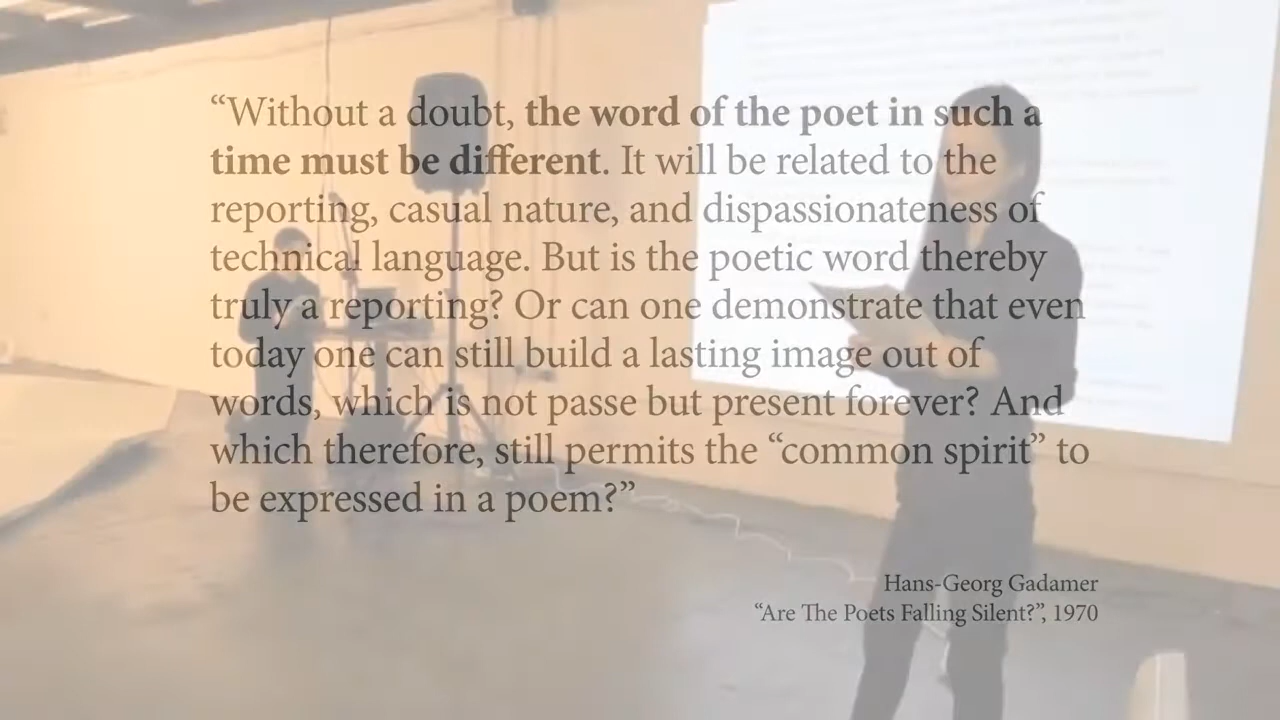 “Without a doubt, the word of the poet in such a
time must be different. It will be related to the
reporting, casual nature, and dispassionateness of
technical language. But is the poetic word thereby
truly a reporting? Or can one demonstrate that even
today one can still build a lasting image out of
words, which is not passe but present forever? And
which therefore, still permits the “common spirit” to
be expressed in a poem?”
Hans-Georg Gadamer
“Are The Poets Falling Silent?”, 1970